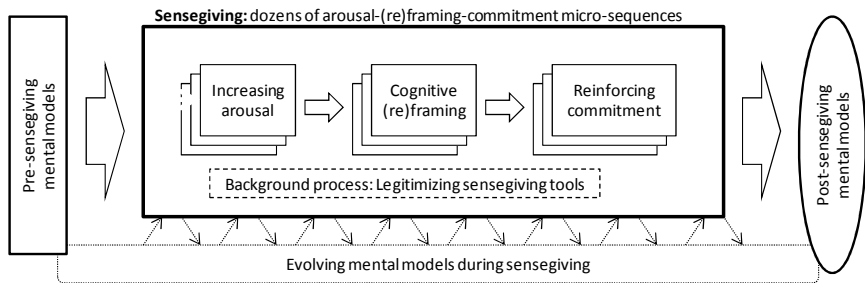 Sensegiving: dozens of arousal-(re)framing-commitment micro-sequences
Pre-sensegiving
mental models
Increasing
arousal
Cognitive
(re)framing
Reinforcing
commitment
Background process: Legitimizing sensegiving tools
Post-sensegiving
mental models
Evolving mental models during sensegiving